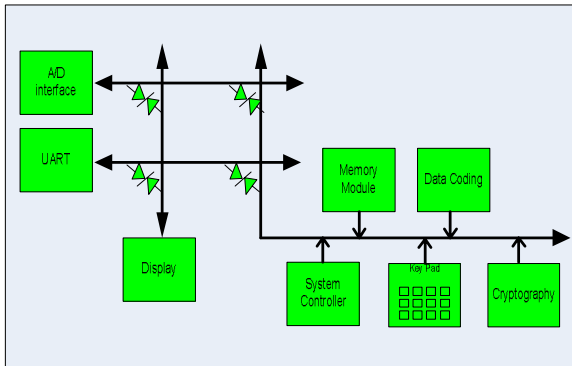 A/D
interface
UART
Display
Memory
Module
Data Coding
System
Controller
Key Pad
Cryptography